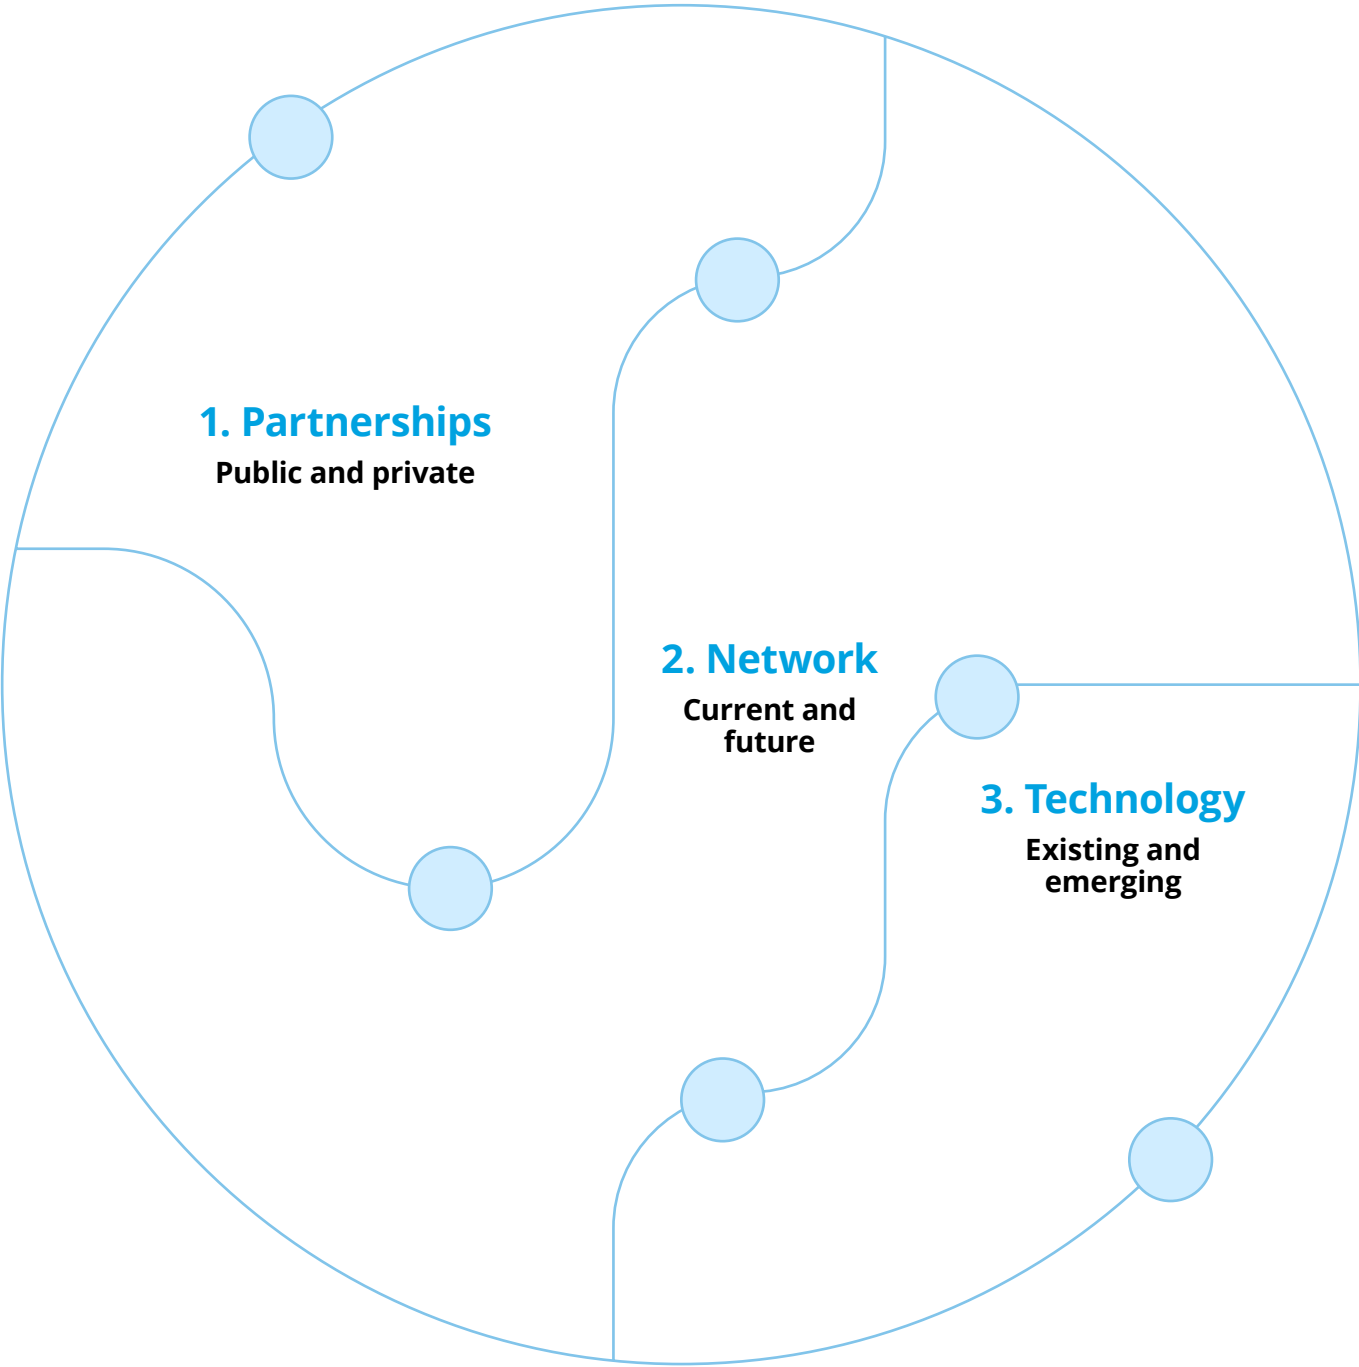 1. Partnerships
Public and private
2. Network
Current and
future
3. Technology
Existing and
emerging